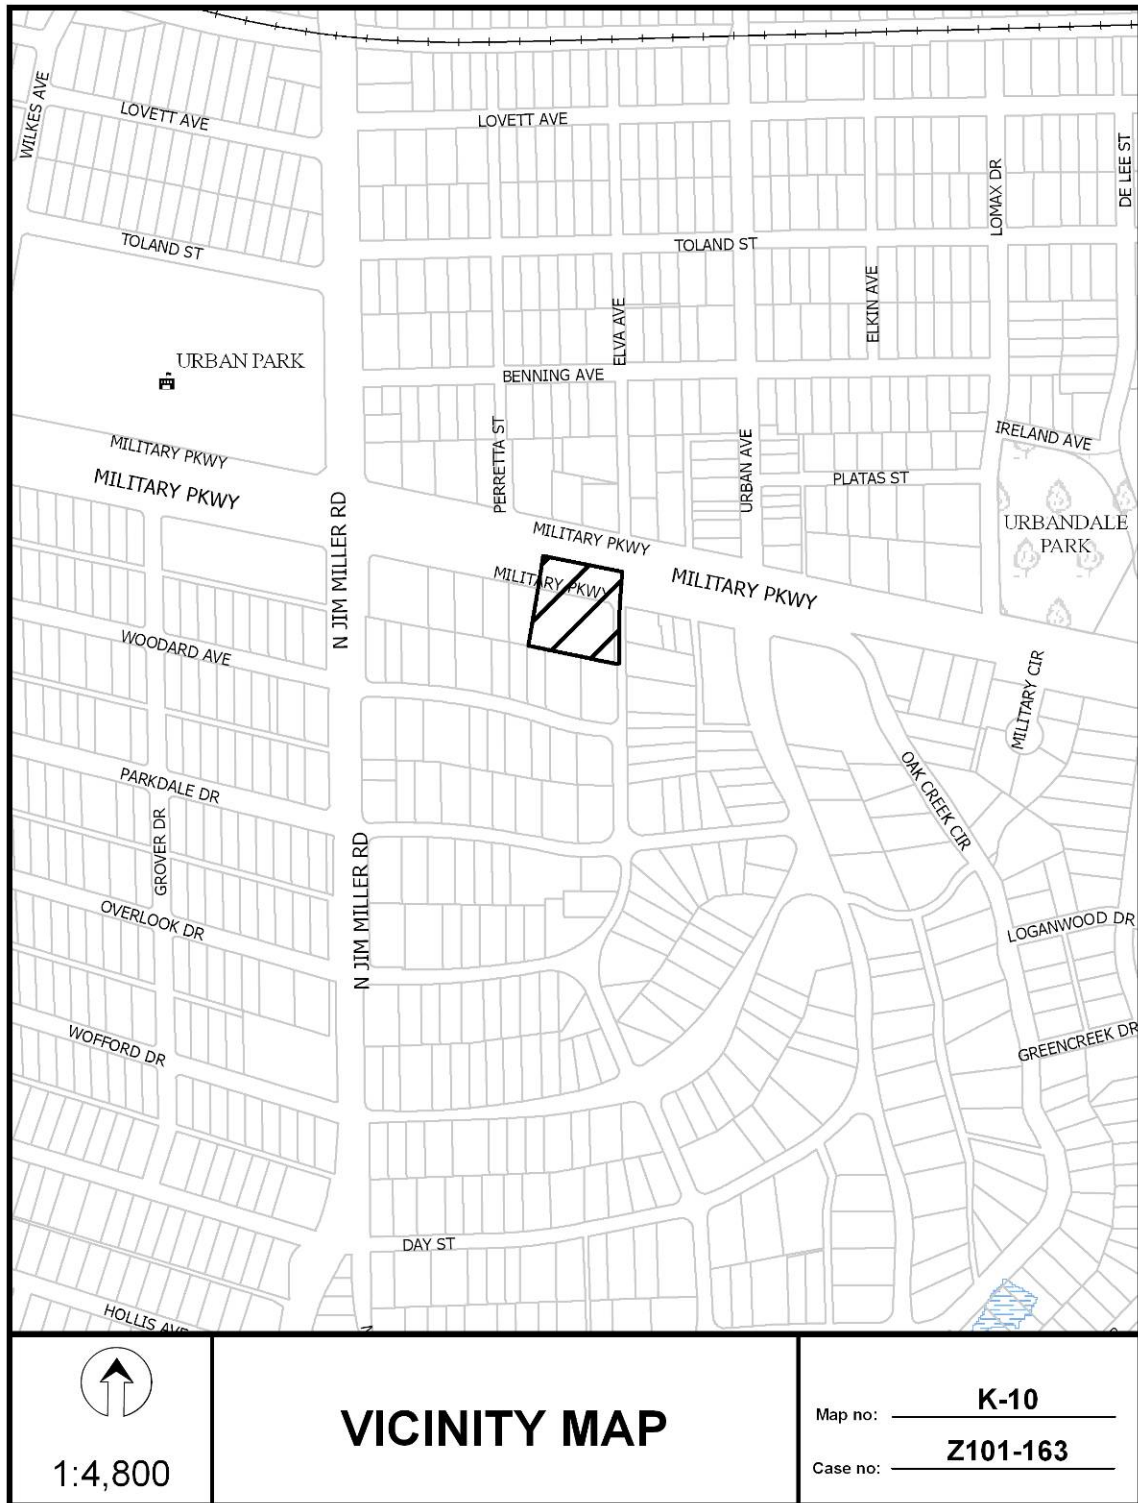 WILKES AVE
LOVETT AVE
LOVETT AVE
DE LEE ST
LOMAX DR
TOLAND ST
TOLAND ST
ELKIN AVE
ELVA AVE
URBAN PARK
BENNING AVE
PERRETTA ST
URBAN AVE
IRELAND AVE
MILITARY PKWY
MILITARY PKWY
PLATAS ST
URBANDALE
PARK
N JIM MILLER RD
MILITARY PKWY
MILITARY PKWY
MILITARY PKWY
WOODARD AVE
MILITARY CIR
OAK CREEK CIR
PARKDALE DR
GROVER DR
N JIM MILLER RD
OVERLOOK DR
LOGANWOOD DR
WOFFORD DR
GREENCREEK DR
DAY ST
HOLLIS AVE
1:4,800
VICINITY MAP
Map no: K-10
Case no: Z101-163